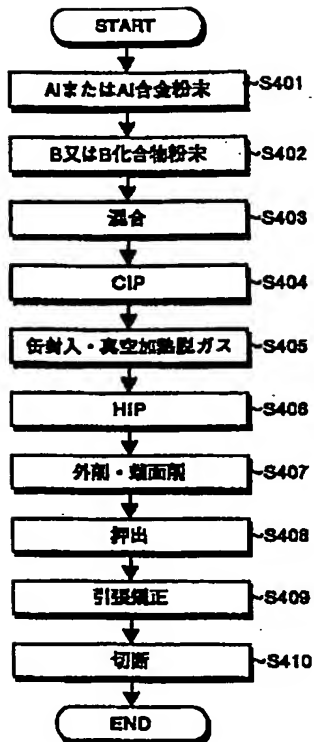 START
AlまたはAl合金粉末
S401
B又はB化合物粉末
S402
混合
S403
CIP
S404
缶封入・真空加熱脱ガス
S405
HIP
S406
外削・端面削
S407
押出
S408
引張矯正
S409
切断
S410
END